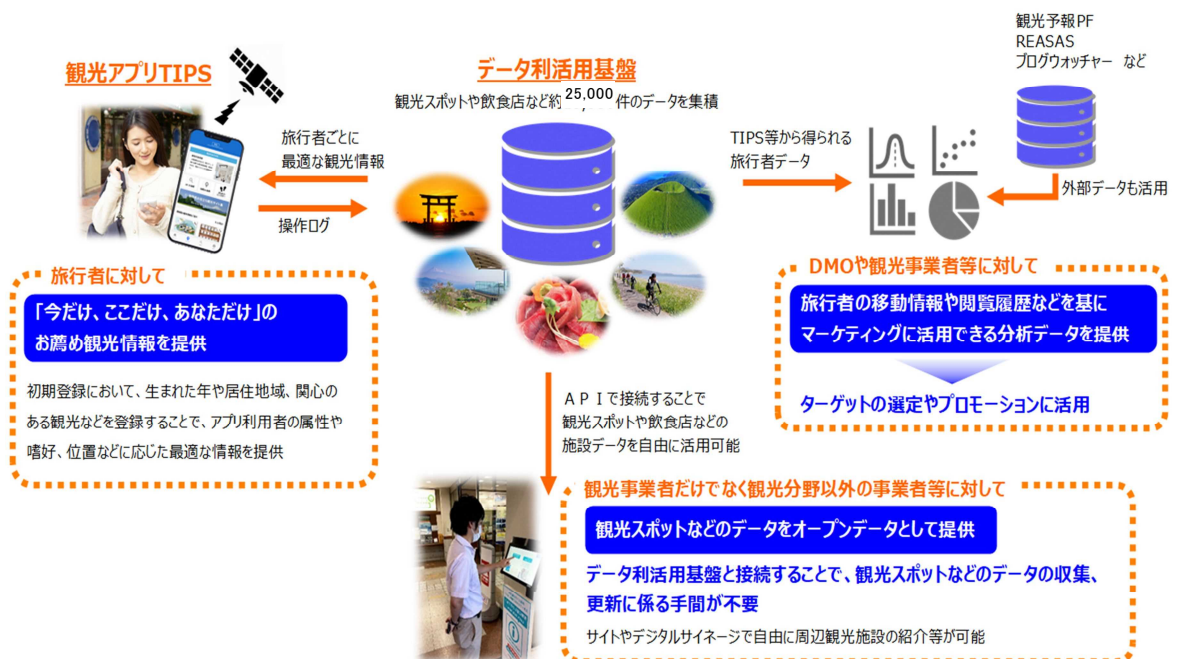 観光アプリTIPS
旅行者ごとに
最適な観光情報
操作ログ
データ利活用基盤
観光スポットや飲食店など約25,000件のデータを集積
TIPS等から得られる
旅行者データ
観光予報PF
REASAS
ブログウォッチャー など
外部データも活用
旅行者に対して
「今だけ、ここだけ、あなただけ」の
お薦め観光情報を提供
初期登録において、生まれた年や居住地域、関心の
ある観光などを登録することで、アプリ利用者の属性や
嗜好、位置などに応じた最適な情報を提供
DMOや観光事業者等に対して
旅行者の移動情報や閲覧履歴などを基に
マーケティングに活用できる分析データを提供
ターゲットの選定やプロモーションに活用
ＡＰＩで接続することで
観光スポットや飲食店などの
施設データを自由に活用可能
観光事業者だけでなく観光分野以外の事業者等に対して
観光スポットなどのデータをオープンデータとして提供
データ利活用基盤と接続することで、観光スポットなどのデータの収集、
更新に係る手間が不要
サイトやデジタルサイネージで自由に周辺観光施設の紹介等が可能